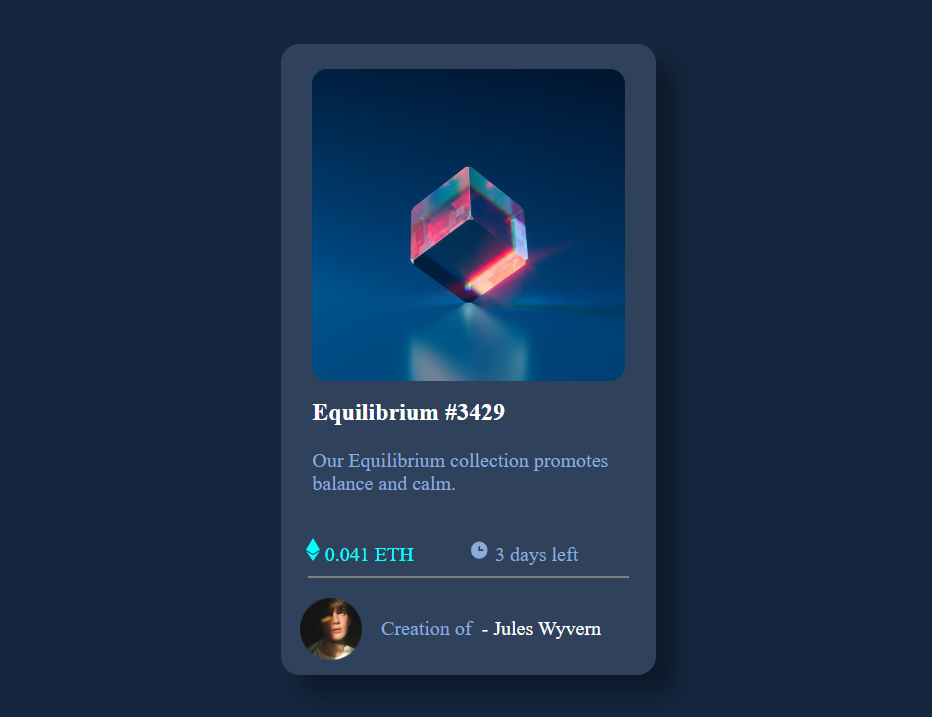 Equilibrium #3429
Our Equilibrium collection promotes
balance and calm.
0.041 ETH 3 days left
Creation of - Jules Wyvern